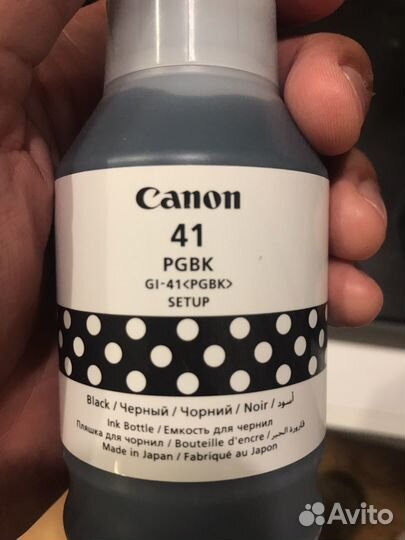 Canon
41
PGBK
GI-41<PGBK>
SETUP
Black / Черный / Чорний / Noir / أسود
Ink Bottle / Емкость для чернил
Пляшка для чорнил / Bouteille d'encre / قارورة الحبر
Made in Japan / Fabriqué au Japon
Avito